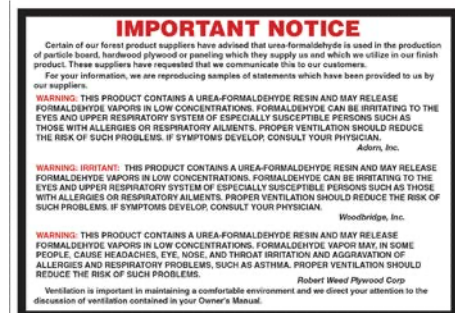 IMPORTANT NOTICE
Certain of our forest product suppliers have advised that urea-formaldehyde is used in the production
of particle board, hardwood plywood or paneling which they supply us and which we utilize in our finish
product. These suppliers have requested that we communicate this to our customers.
For your information, we are reproducing samples of statements which have been provided to us by
our suppliers.
WARNING: THIS PRODUCT CONTAINS A UREA-FORMALDEHYDE RESIN AND MAY RELEASE
FORMALDEHYDE VAPORS IN LOW CONCENTRATIONS. FORMALDEHYDE CAN BE IRRITATING TO THE
EYES AND UPPER RESPIRATORY SYSTEM OF ESPECIALLY SUSCEPTIBLE PERSONS SUCH AS
THOSE WITH ALLERGIES OR RESPIRATORY AILMENTS. PROPER VENTILATION SHOULD REDUCE
THE RISK OF SUCH PROBLEMS. IF SYMPTOMS DEVELOP, CONSULT YOUR PHYSICIAN.
Adorn, Inc.
WARNING: IRRITANT: THIS PRODUCT CONTAINS A UREA-FORMALDEHYDE RESIN AND MAY RELEASE
FORMALDEHYDE VAPORS IN LOW CONCENTRATIONS. FORMALDEHYDE CAN BE IRRITATING TO THE
EYES AND UPPER RESPIRATORY SYSTEM OF ESPECIALLY SUSCEPTIBLE PERSONS SUCH AS THOSE
WITH ALLERGIES OR RESPIRATORY AILMENTS. PROPER VENTILATION SHOULD REDUCE THE RISK OF
SUCH PROBLEMS. IF SYMPTOMS DEVELOP, CONSULT YOUR PHYSICIAN.
Woodbridge, Inc.
WARNING: THIS PRODUCT CONTAINS A UREA-FORMALDEHYDE RESIN AND MAY RELEASE
FORMALDEHYDE VAPORS IN LOW CONCENTRATIONS. FORMALDEHYDE VAPOR MAY, IN SOME
PEOPLE, CAUSE HEADACHES, EYE, NOSE, AND THROAT IRRITATION AND AGGRAVATION OF
ALLERGIES AND RESPIRATORY PROBLEMS, SUCH AS ASTHMA. PROPER VENTILATION SHOULD
REDUCE THE RISK OF SUCH PROBLEMS.
Robert Weed Plywood Corp
Ventilation is important in maintaining a comfortable environment and we direct your attention to the
discussion of ventilation contained in your Owner's Manual.